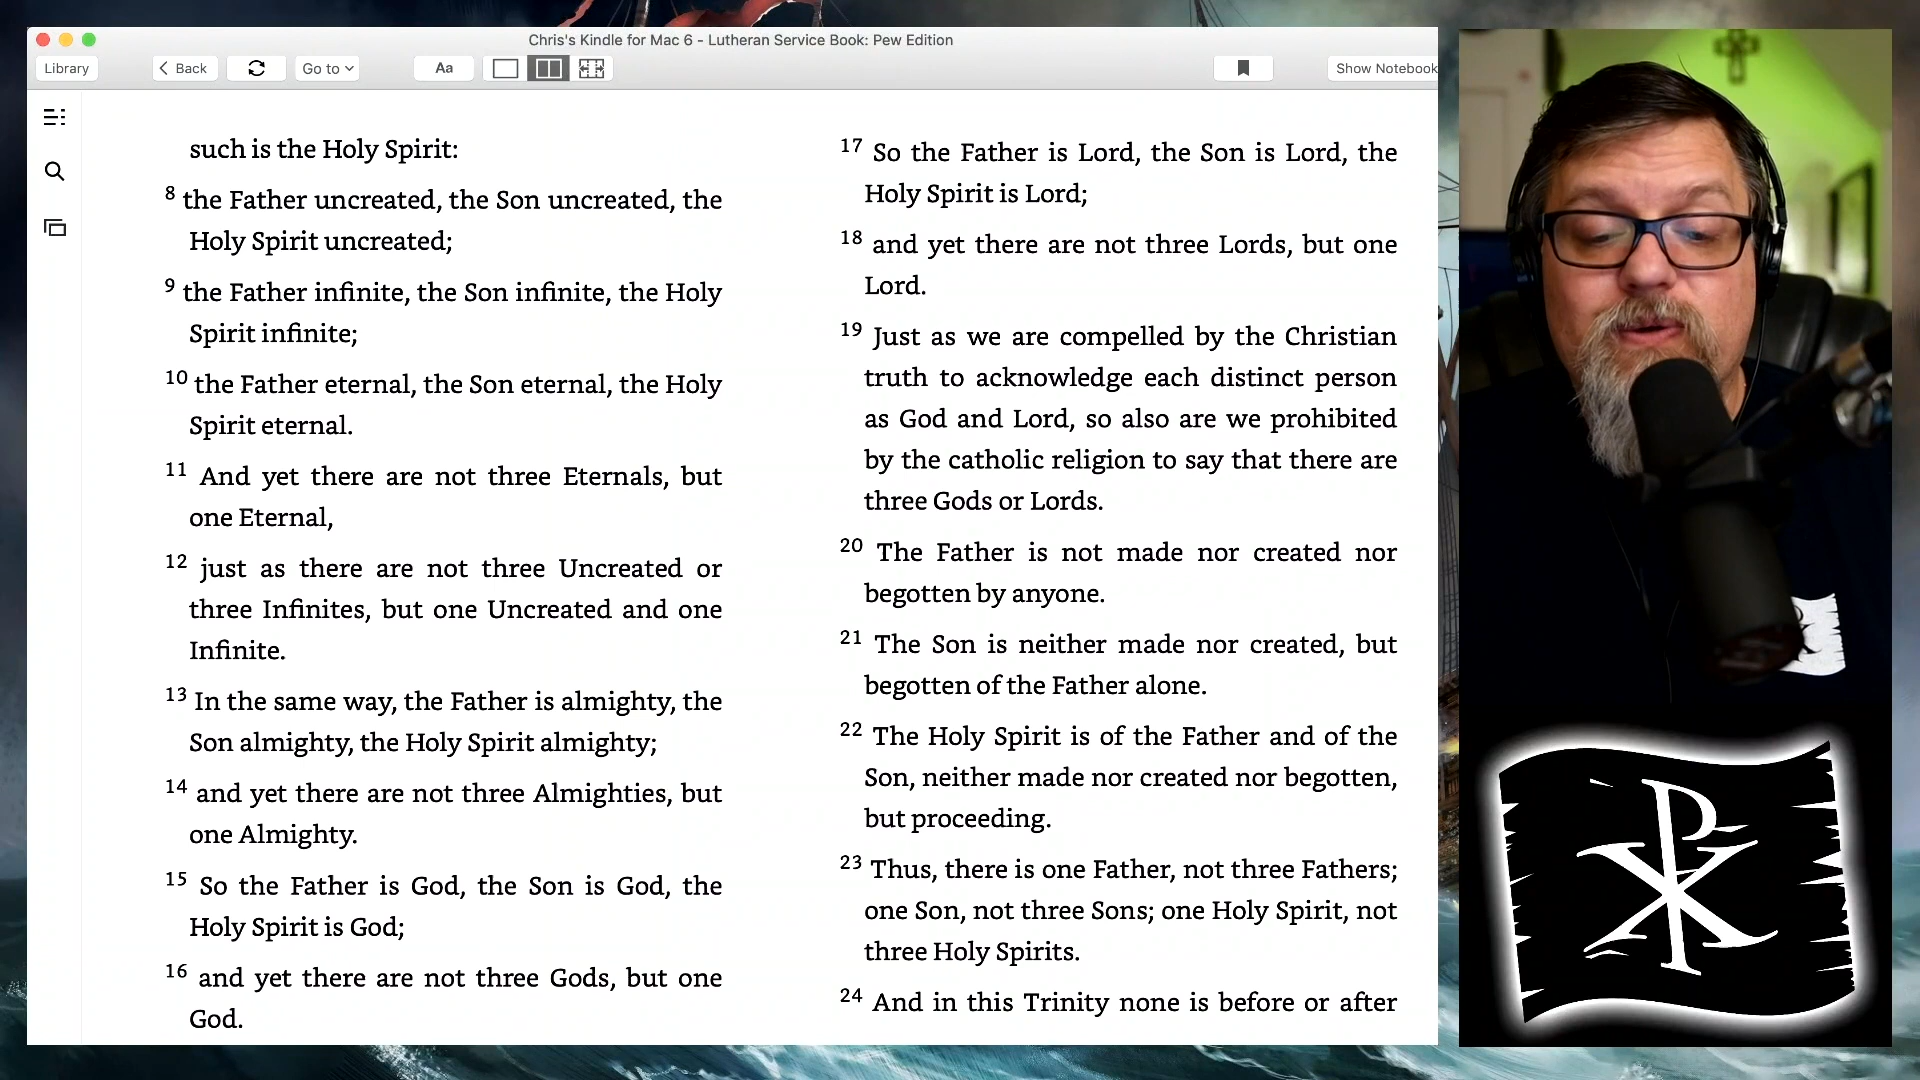 Chris's Kindle for Mac 6 - Lutheran Service Book: Pew Edition
Library
Back
Go to
Aa
Show Notebook
such is the Holy Spirit:
8 the Father uncreated, the Son uncreated, the
Holy Spirit uncreated;
9 the Father infinite, the Son infinite, the Holy
Spirit infinite;
10 the Father eternal, the Son eternal, the Holy
Spirit eternal.
11 And yet there are not three Eternals, but
one Eternal,
12 just as there are not three Uncreated or
three Infinites, but one Uncreated and one
Infinite.
13 In the same way, the Father is almighty, the
Son almighty, the Holy Spirit almighty;
14 and yet there are not three Almighties, but
one Almighty.
15 So the Father is God, the Son is God, the
Holy Spirit is God;
16 and yet there are not three Gods, but one
God.
17 So the Father is Lord, the Son is Lord, the
Holy Spirit is Lord;
18 and yet there are not three Lords, but one
Lord.
19 Just as we are compelled by the Christian
truth to acknowledge each distinct person
as God and Lord, so also are we prohibited
by the catholic religion to say that there are
three Gods or Lords.
20 The Father is not made nor created nor
begotten by anyone.
21 The Son is neither made nor created, but
begotten of the Father alone.
22 The Holy Spirit is of the Father and of the
Son, neither made nor created nor begotten,
but proceeding.
23 Thus, there is one Father, not three Fathers;
one Son, not three Sons; one Holy Spirit, not
three Holy Spirits.
24 And in this Trinity none is before or after